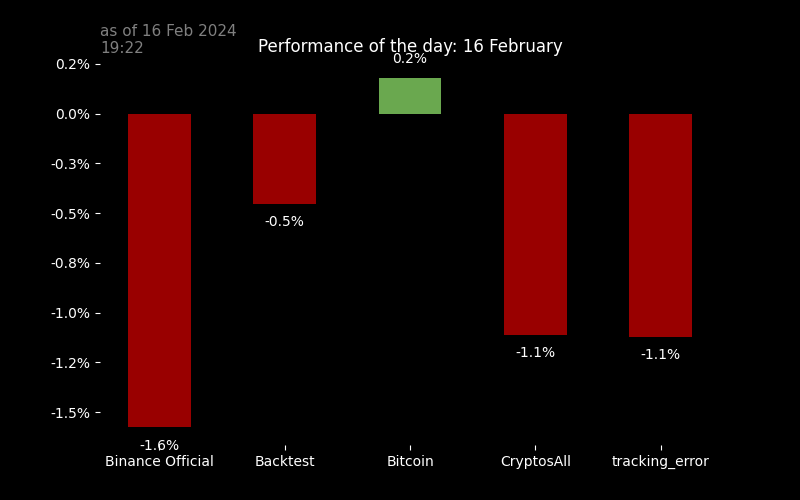 as of 16 Feb 2024
19:22
Performance of the day: 16 February
0.2%
0.2%
0.0%
-0.3%
-0.5%
-0.5%
-0.8%
-1.0%
-1.1%
-1.1%
-1.2%
-1.5%
-1.6%
Binance Official
Backtest
Bitcoin
CryptosAll
tracking_error